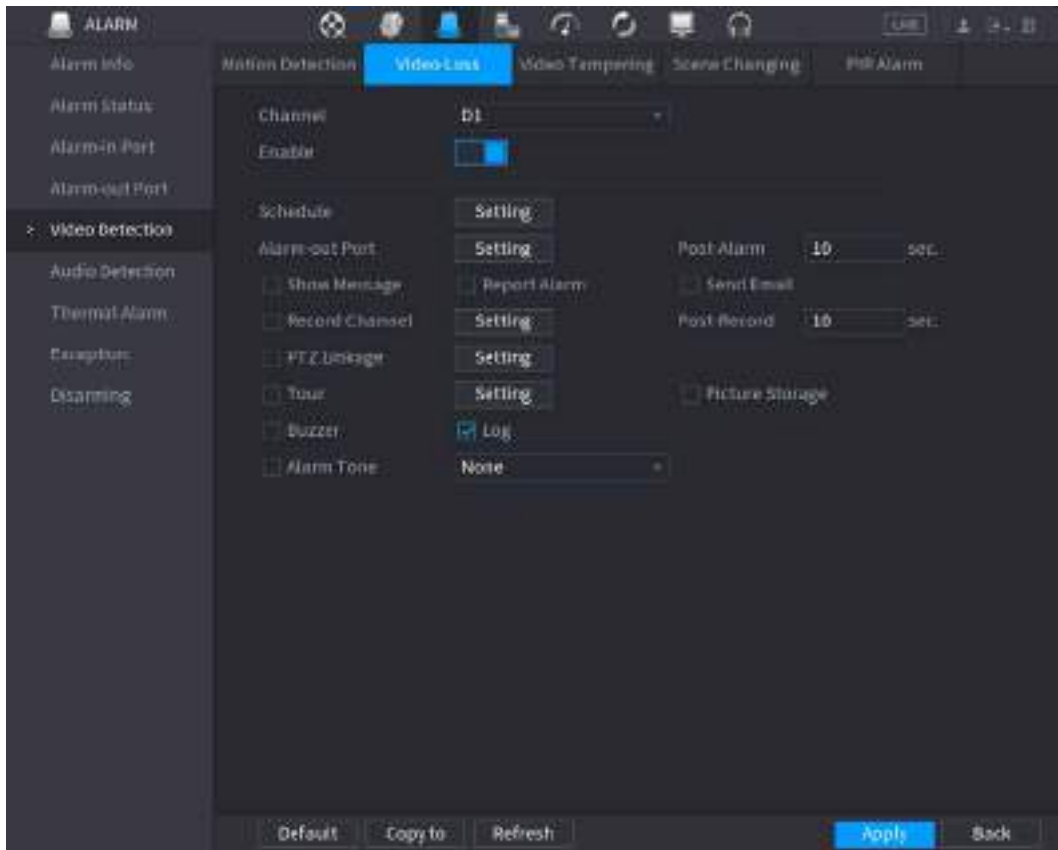 ALARM
LIVE
Alarm Info
Motion Detection Video Loss Video Tampering Scene Changing PIR Alarm
Alarm Status
Channel D1
Alarm-in Port
Enable
Alarm-out Port
Schedule Setting
> Video Detection
Alarm-out Port Setting Post Alarm 10 sec.
Audio Detection
Show Message Report Alarm Send Email
Thermal Alarm
Record Channel Setting Post Record 10 sec.
Exception
PTZ Linkage Setting
Disarming
Tour Setting Picture Storage
Buzzer Log
Alarm Tone None
Default Copy to Refresh Apply Back